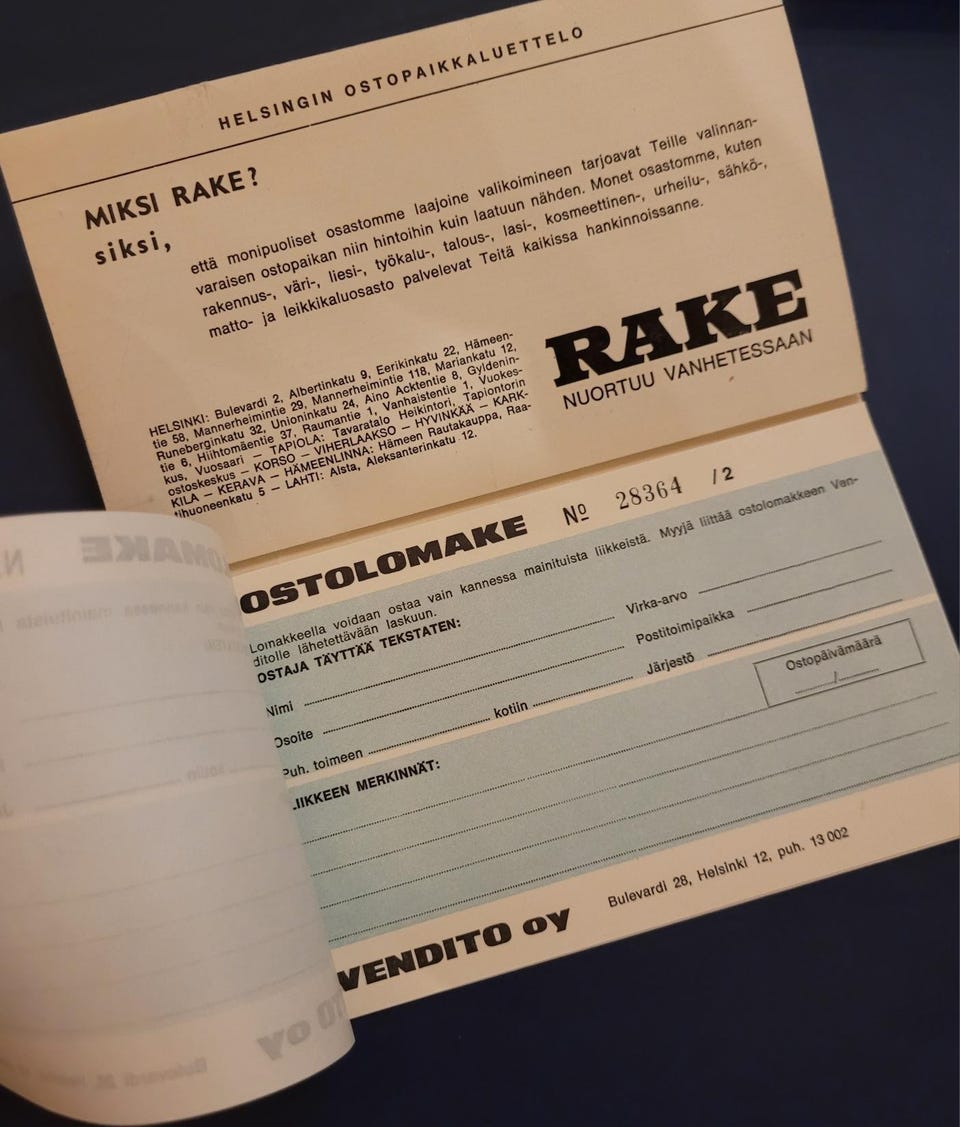 HELSINGIN OSTOPAIKKALUETTELO
MIKSI RAKE?
siksi,
että monipuoliset osastomme laajoine valikoimineen tarjoavat Teille valinnan-
varaisen ostopaikan niin hintoihin kuin laatuun nähden. Monet osastomme, kuten
rakennus-, väri-, liesi-, työkalu-, talous-, lasi-, kosmeettinen-, urheilu-, sähkö-,
matto- ja leikkikaluosasto palvelevat Teitä kaikissa hankinnoissanne.
HELSINKI: Bulevardi 2, Albertinkatu 9, Eerikinkatu 22, Hämeen-
tie 58, Mannerheimintie 29, Mannerheimintie 118, Mariankatu 12,
Runeberginkatu 32, Unioninkatu 24, Aino Acktentie 8, Gyldenin-
tie 6, Hiihtomäentie 37, Raumantie 1, Vanhaistentie 1, Vuokes-
kus, Vuosaari — TAPIOLA: Tavaratalo Heikintori, Tapiontorin
ostoskeskus — KORSO — VIHERLAAKSO — HYVINKÄÄ — KARK-
KILA — KERAVA — HÄMEENLINNA: Hämeen Rautakauppa, Raa-
tihuoneenkatu 5 — LAHTI: Alsta, Aleksanterinkatu 12.
RAKE
NUORTUU VANHETESSAAN
OSTOLOMAKE No 28364 /2
Lomakkeella voidaan ostaa vain kannessa mainituista liikkeistä. Myyjä liittää ostolomakkeen Ven-
ditolle lähetettävään laskuun.
OSTAJA TÄYTTÄÄ TEKSTATEN:
Nimi Virka-arvo
Osoite Postitoimipaikka
Puh. toimeen kotiin Järjestö
LIIKKEEN MERKINNÄT:
Ostopäivämäärä
/
VENDITO OY Bulevardi 28, Helsinki 12, puh. 13 002